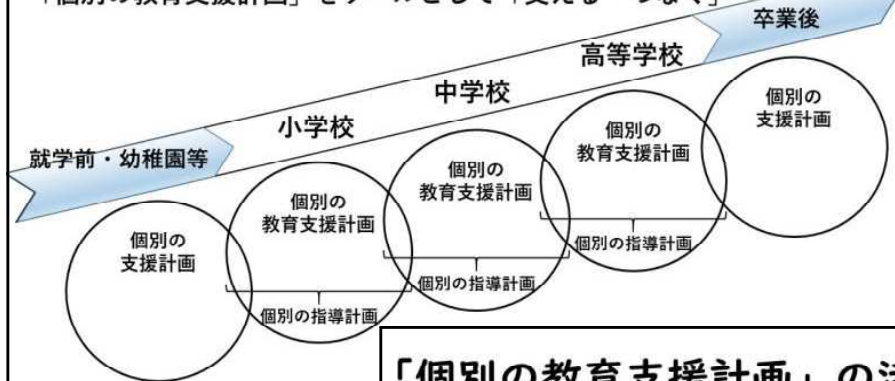 「個別の教育支援計画」をツールとして「支える・つなぐ」
卒業後
高等学校
中学校
小学校
就学前・幼稚園等
個別の
支援計画
個別の
教育支援計画
個別の指導計画
個別の
教育支援計画
個別の指導計画
個別の
教育支援計画
個別の指導計画
個別の
支援計画
「個別の教育支援計画」の